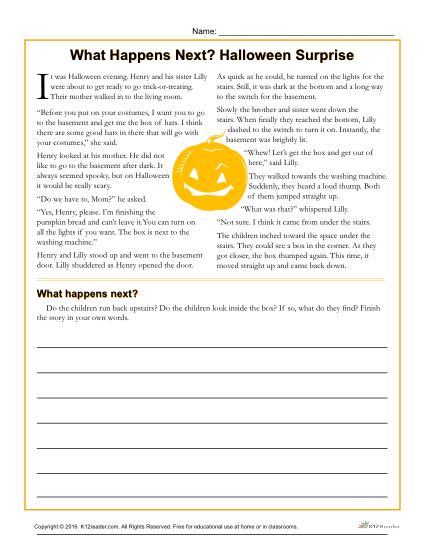 Name:
What Happens Next? Halloween Surprise
It was Halloween evening. Henry and his sister Lilly
were about to get ready to go trick-or-treating.
Their mother walked in to the living room.
“Before you put on your costumes, I want you to go
to the basement and get me the box of hats. I think
there are some good hats in there that will go with
your costumes,” she said.
Henry looked at his mother. He did not
like to go to the basement after dark. It
always seemed spooky, but on Halloween
it would be really scary.
“Do we have to, Mom?” he asked.
“Yes, Henry, please. I’m finishing the
pumpkin bread and can’t leave it.You can turn on
all the lights if you want. The box is next to the
washing machine.”
Henry and Lilly stood up and went to the basement
door. Lilly shuddered as Henry opened the door.
As quick as he could, he turned on the lights for the
stairs. Still, it was dark at the bottom and a long way
to the switch for the basement.
Slowly the brother and sister went down the
stairs. When finally they reached the bottom, Lilly
dashed to the switch to turn it on. Instantly, the
basement was brightly lit.
“Whew! Let’s get the box and get out of
here,” said Lilly.
They walked towards the washing machine.
Suddenly, they heard a loud thump. Both
of them jumped straight up.
“What was that?” whispered Lilly.
“Not sure. I think it came from under the stairs.
The children inched toward the space under the
stairs. They could see a box in the corner. As they
got closer, the box thumped again. This time, it
moved straight up and came back down.
What happens next?
Do the children run back upstairs? Do the children look inside the box? If so, what do they find? Finish
the story in your own words.
Copyright © 2016 K12reader.com. All Rights Reserved. Free for educational use at home or in classrooms.
K12Reader